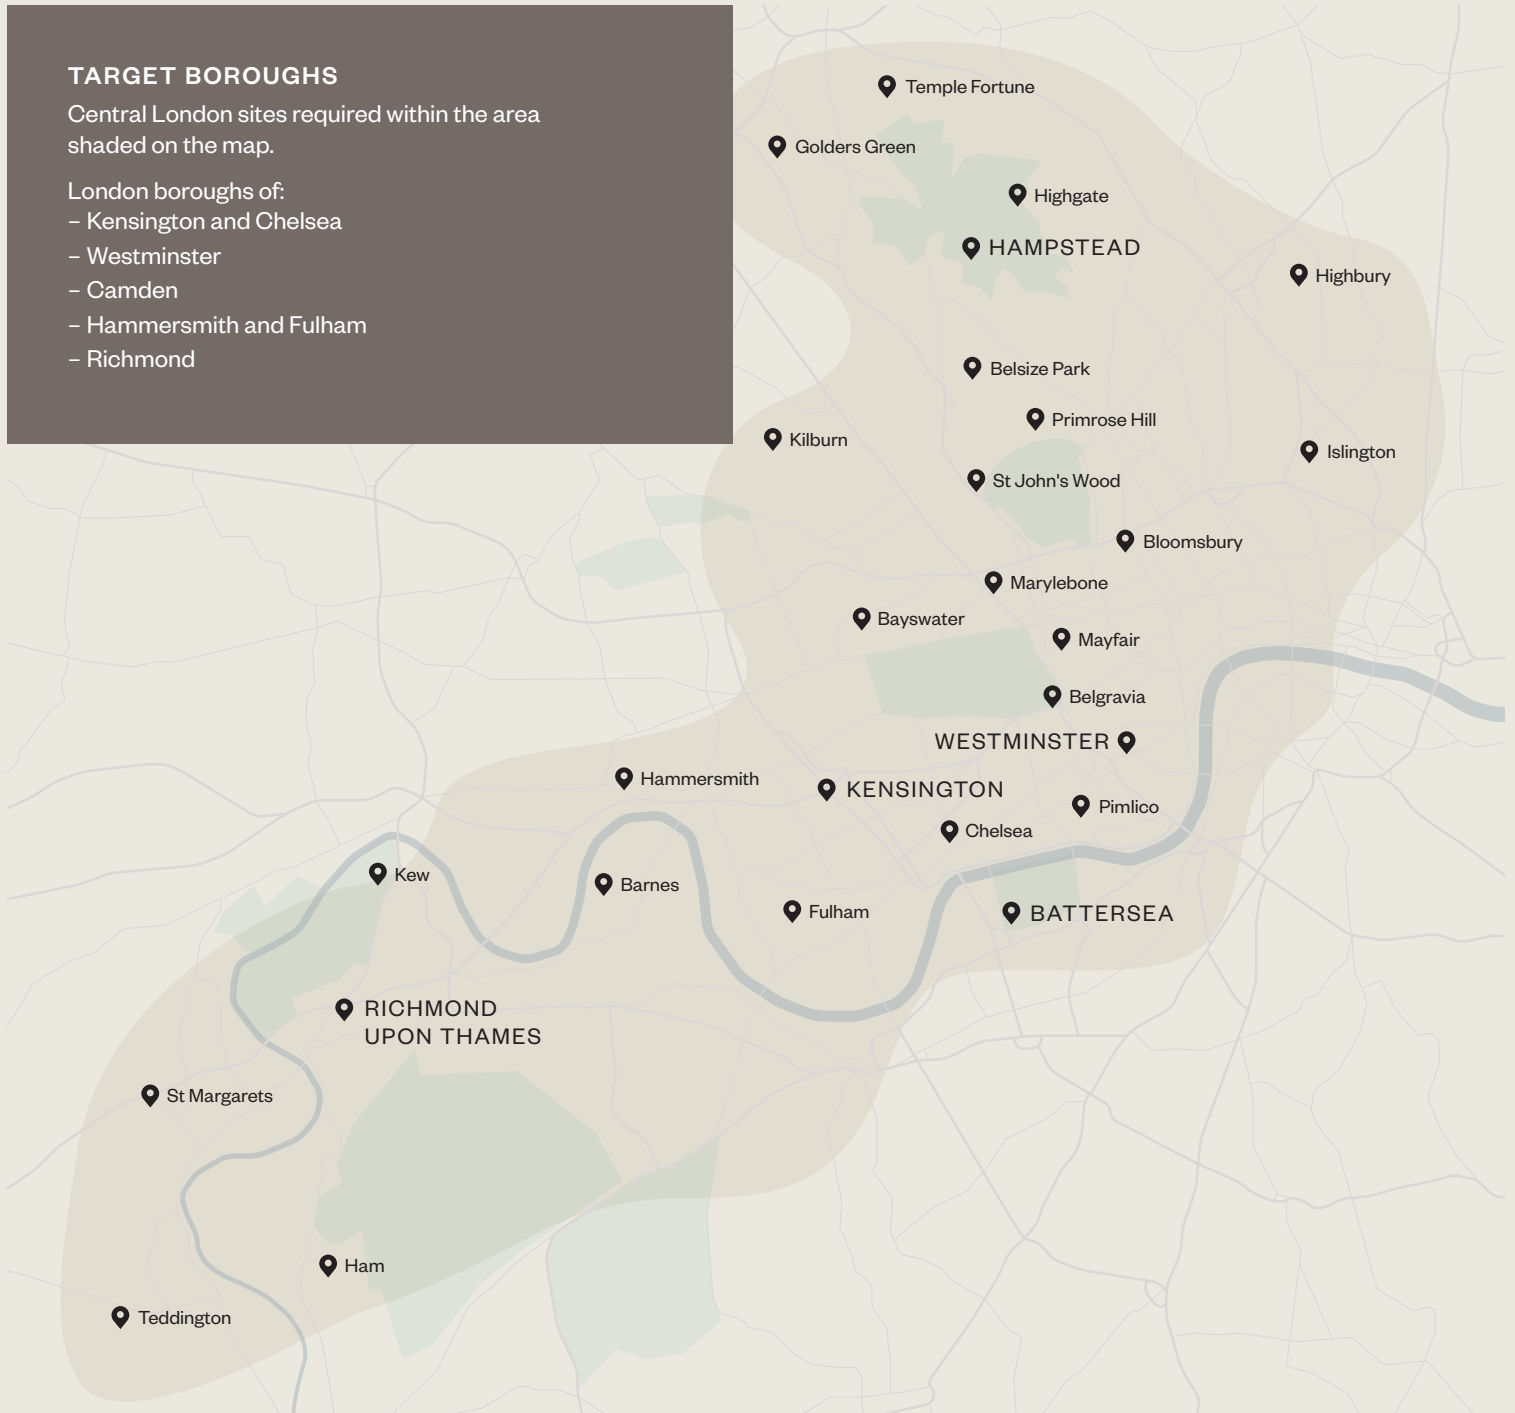 TARGET BOROUGHS
Central London sites required within the area
shaded on the map.
London boroughs of:
– Kensington and Chelsea
– Westminster
– Camden
– Hammersmith and Fulham
– Richmond
Temple Fortune
Golders Green
Highgate
HAMPSTEAD
Highbury
Belsize Park
Primrose Hill
Kilburn
Islington
St John's Wood
Bloomsbury
Marylebone
Bayswater
Mayfair
Belgravia
WESTMINSTER
Hammersmith
KENSINGTON
Pimlico
Chelsea
Kew
Barnes
Fulham
BATTERSEA
RICHMOND
UPON THAMES
St Margarets
Ham
Teddington